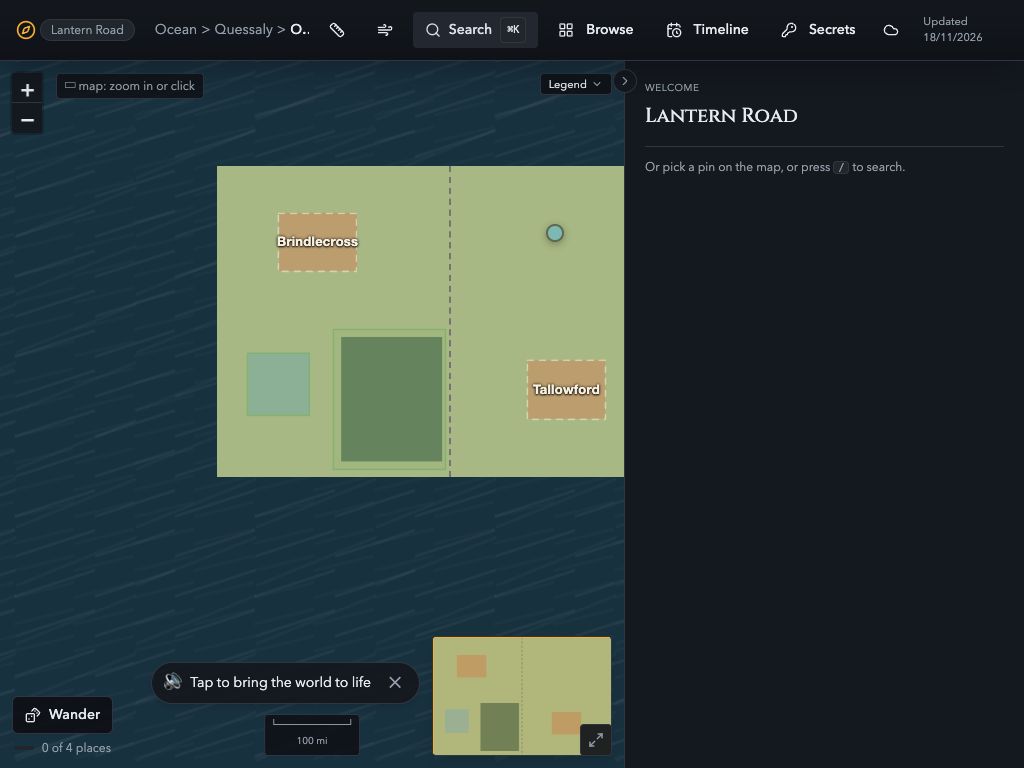 Lantern Road
Ocean > Quessaly > O..
Search ⌘K
Browse
Timeline
Secrets
Updated
18/11/2026
+
−
map: zoom in or click
Legend
WELCOME
Lantern Road
Or pick a pin on the map, or press / to search.
Brindlecross
Tallowford
Tap to bring the world to life
Wander
0 of 4 places
100 mi